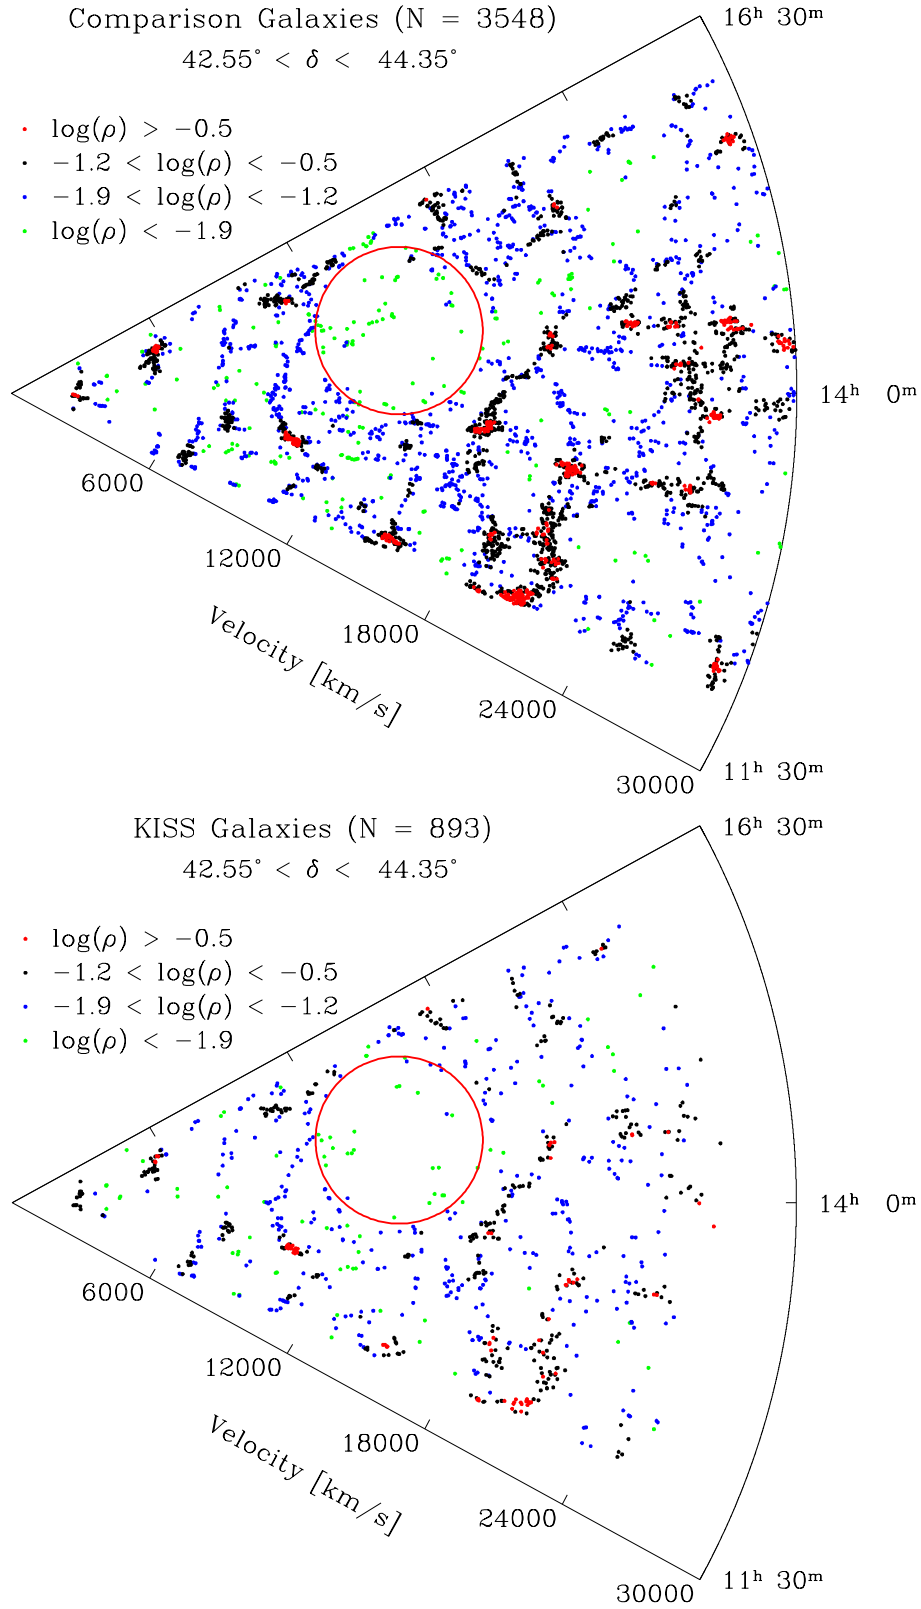 Comparison Galaxies (N = 3548)
42.55° < δ < 44.35°
log(ρ) > −0.5
−1.2 < log(ρ) < −0.5
−1.9 < log(ρ) < −1.2
log(ρ) < −1.9
16ʰ 30ᵐ
14ʰ 0ᵐ
6000
12000
18000
24000
30000
Velocity [km/s]
11ʰ 30ᵐ
KISS Galaxies (N = 893)
42.55° < δ < 44.35°
log(ρ) > −0.5
−1.2 < log(ρ) < −0.5
−1.9 < log(ρ) < −1.2
log(ρ) < −1.9
16ʰ 30ᵐ
14ʰ 0ᵐ
6000
12000
18000
24000
30000
Velocity [km/s]
11ʰ 30ᵐ